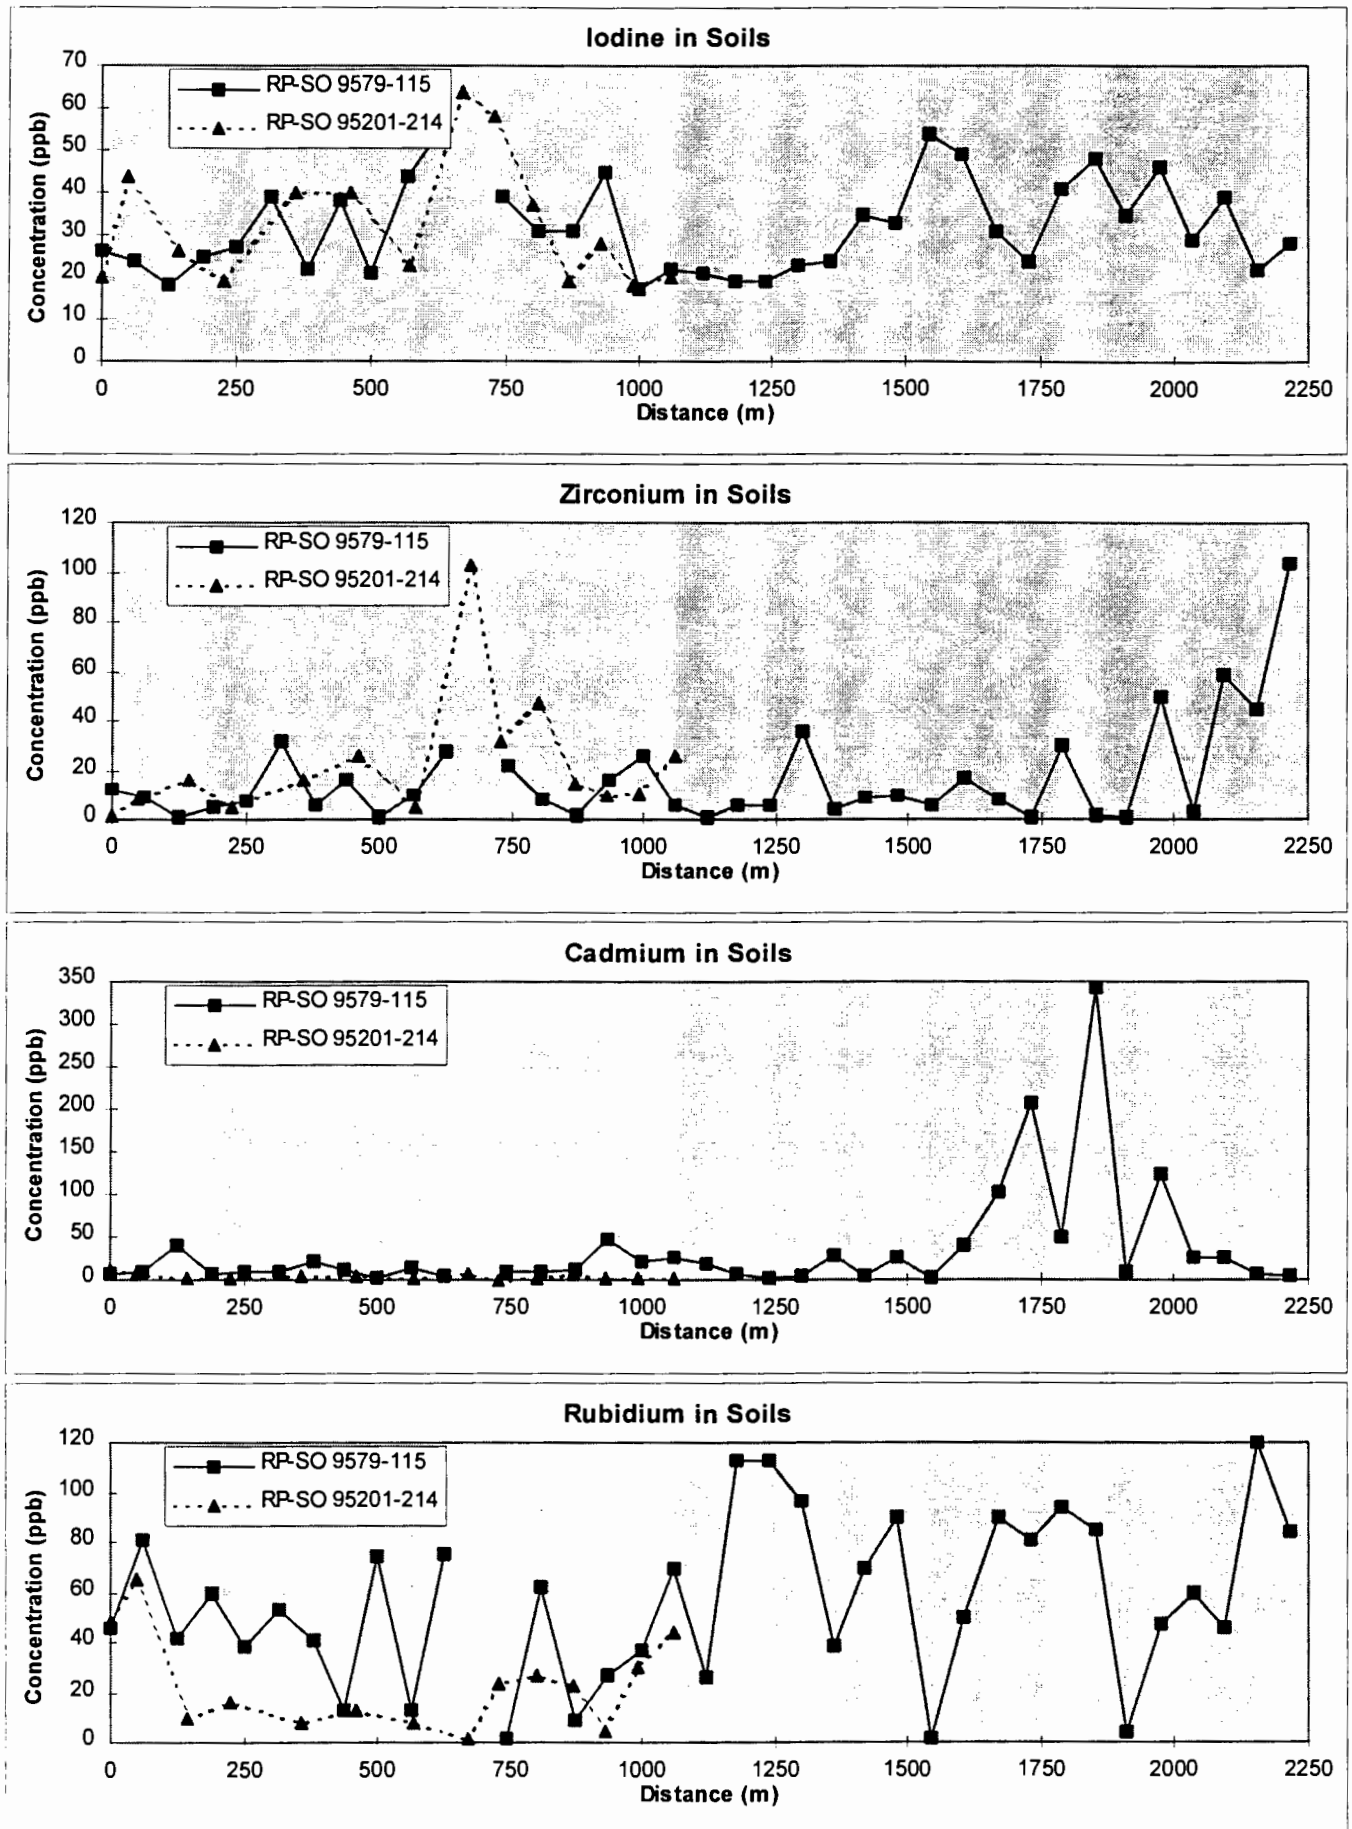 Iodine in Soils
70
60
50
40
30
20
10
0
Concentration (ppb)
RP-SO 9579-115
RP-SO 95201-214
0 250 500 750 1000 1250 1500 1750 2000 2250
Distance (m)
Zirconium in Soils
120
100
80
60
40
20
0
Concentration (ppb)
RP-SO 9579-115
RP-SO 95201-214
0 250 500 750 1000 1250 1500 1750 2000 2250
Distance (m)
Cadmium in Soils
350
300
250
200
150
100
50
0
Concentration (ppb)
RP-SO 9579-115
RP-SO 95201-214
0 250 500 750 1000 1250 1500 1750 2000 2250
Distance (m)
Rubidium in Soils
120
100
80
60
40
20
0
Concentration (ppb)
RP-SO 9579-115
RP-SO 95201-214
0 250 500 750 1000 1250 1500 1750 2000 2250
Distance (m)